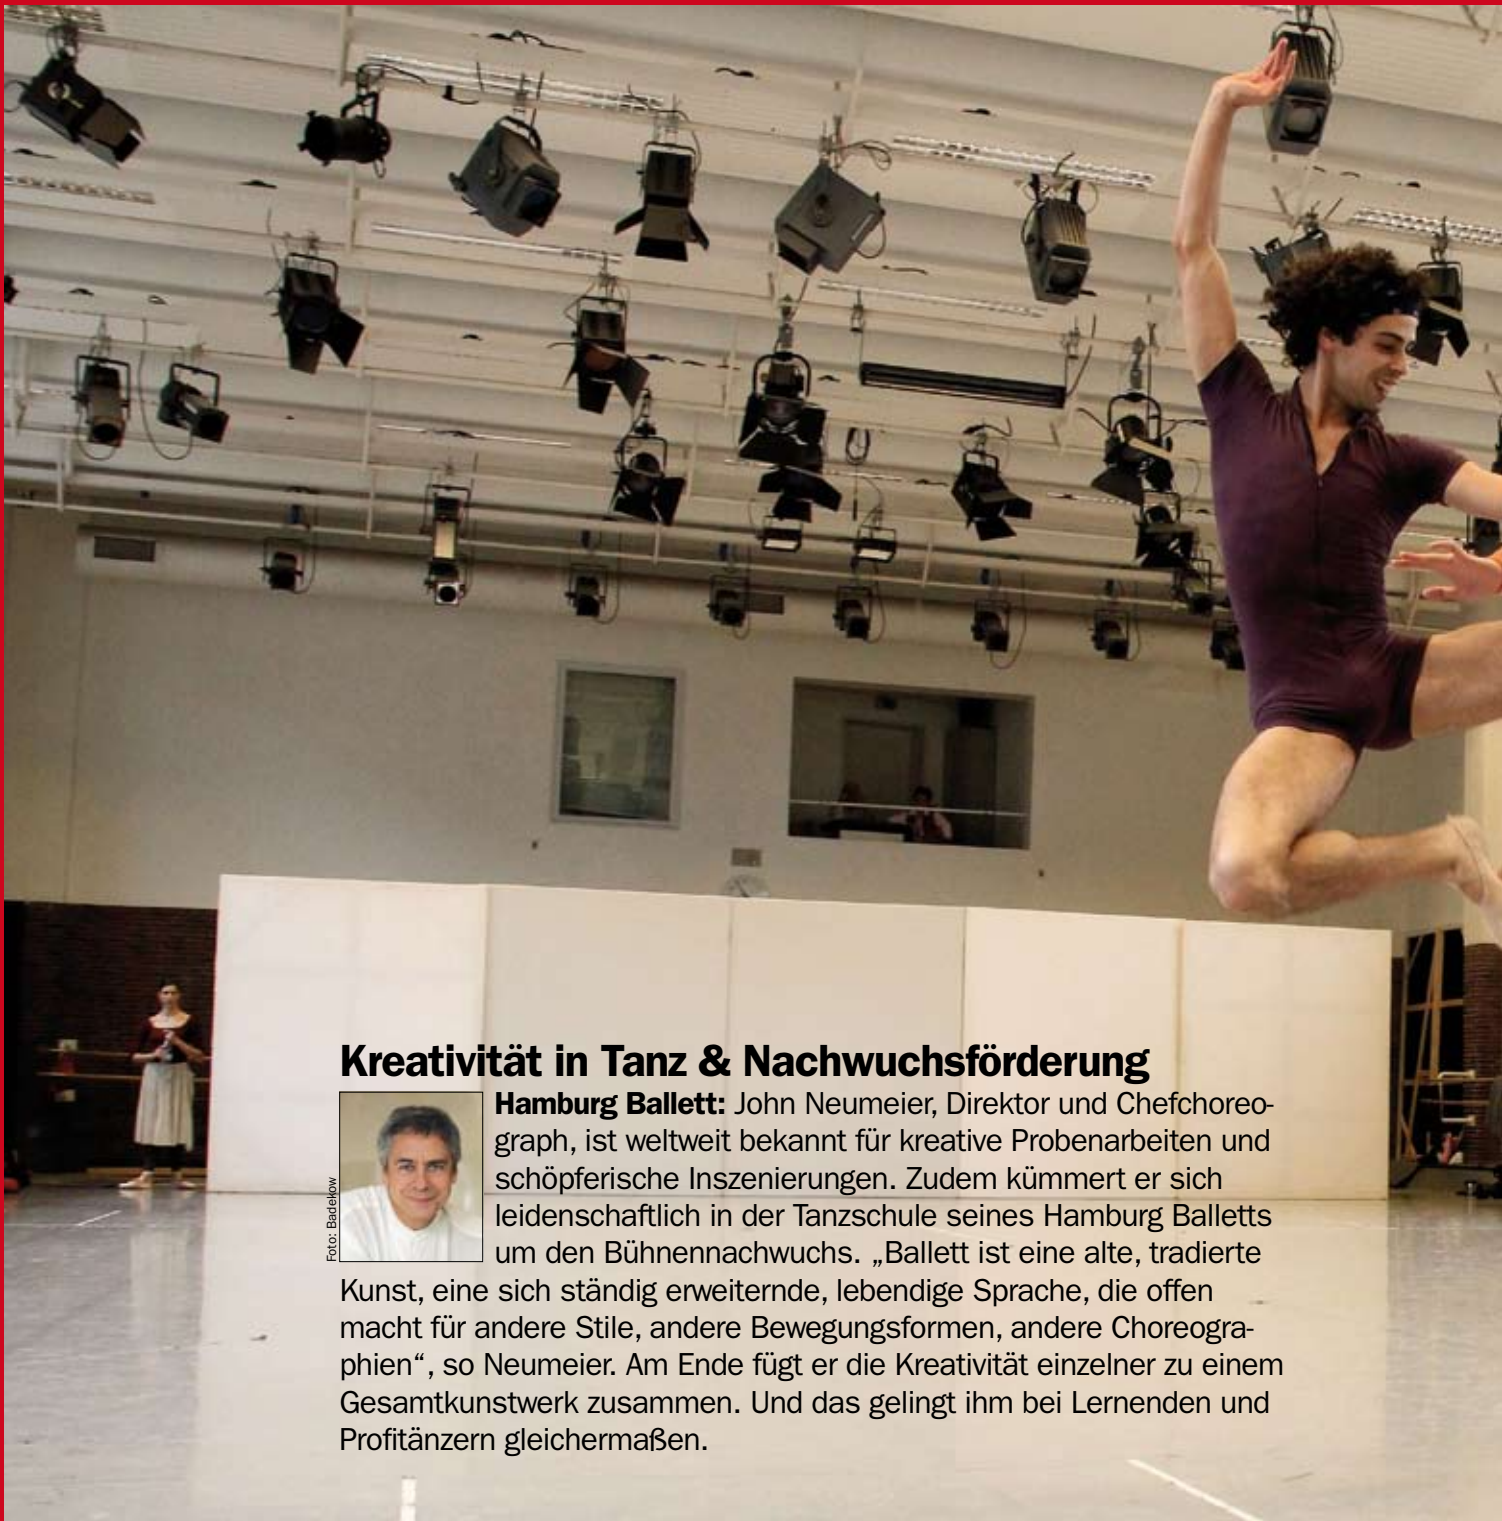 Kreativität in Tanz & Nachwuchsförderung
Hamburg Ballett: John Neumeier, Direktor und Chefchoreo-
graph, ist weltweit bekannt für kreative Probenarbeiten und
schöpferische Inszenierungen. Zudem kümmert er sich
leidenschaftlich in der Tanzschule seines Hamburg Balletts
um den Bühnennachwuchs. „Ballett ist eine alte, tradierte
Kunst, eine sich ständig erweiternde, lebendige Sprache, die offen
macht für andere Stile, andere Bewegungsformen, andere Choreogra-
phien“, so Neumeier. Am Ende fügt er die Kreativität einzelner zu einem
Gesamtkunstwerk zusammen. Und das gelingt ihm bei Lernenden und
Profitänzern gleichermaßen.
Foto: Badekow